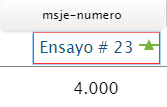 msje-numero
Ensayo # 23
4.000